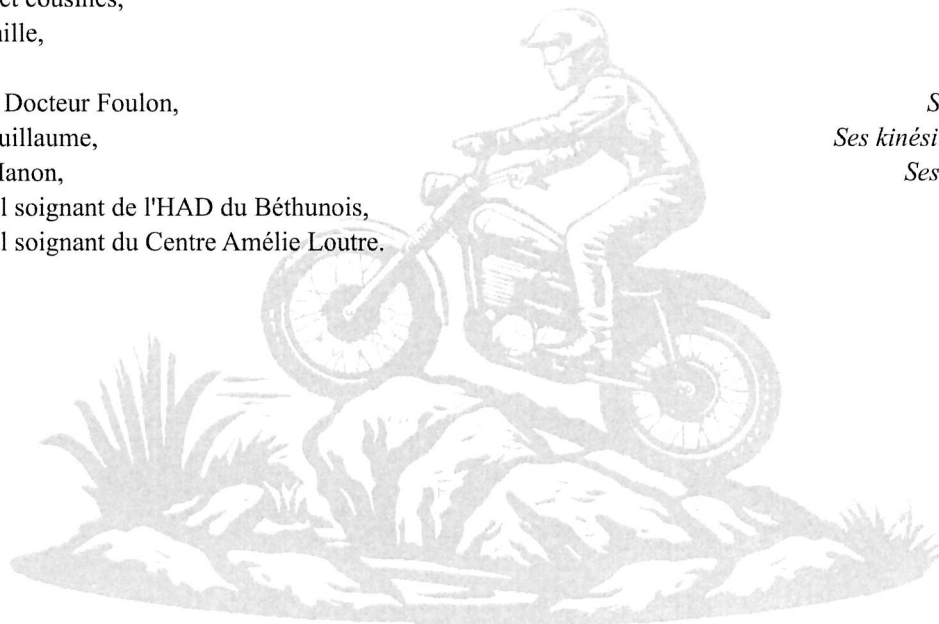 et cousines,
ille,
Docteur Foulon,
S
uillaume,
Ses kinési
Manon,
Ses
l soignant de l'HAD du Béthunois,
l soignant du Centre Amélie Loutre.